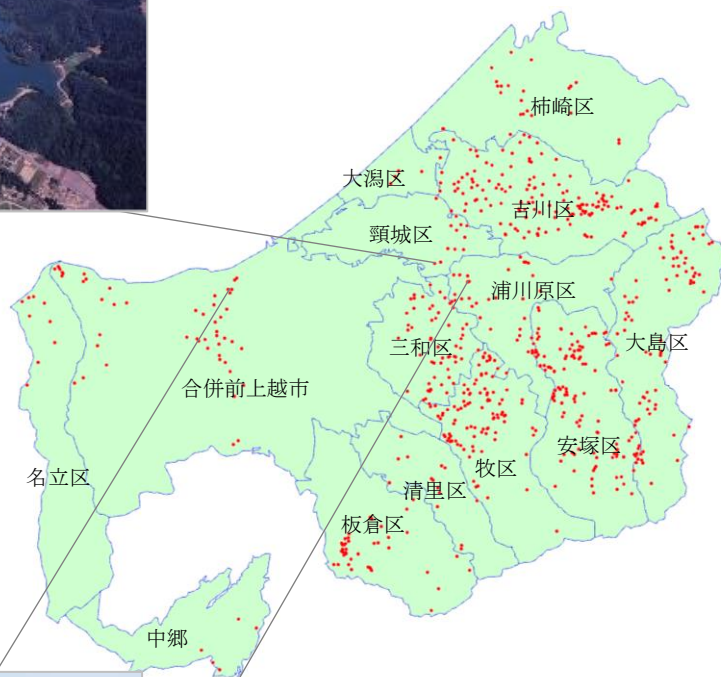 柿崎区
大潟区
吉川区
頸城区
浦川原区
三和区
大島区
合併前上越市
安塚区
牧区
名立区
清里区
板倉区
中郷